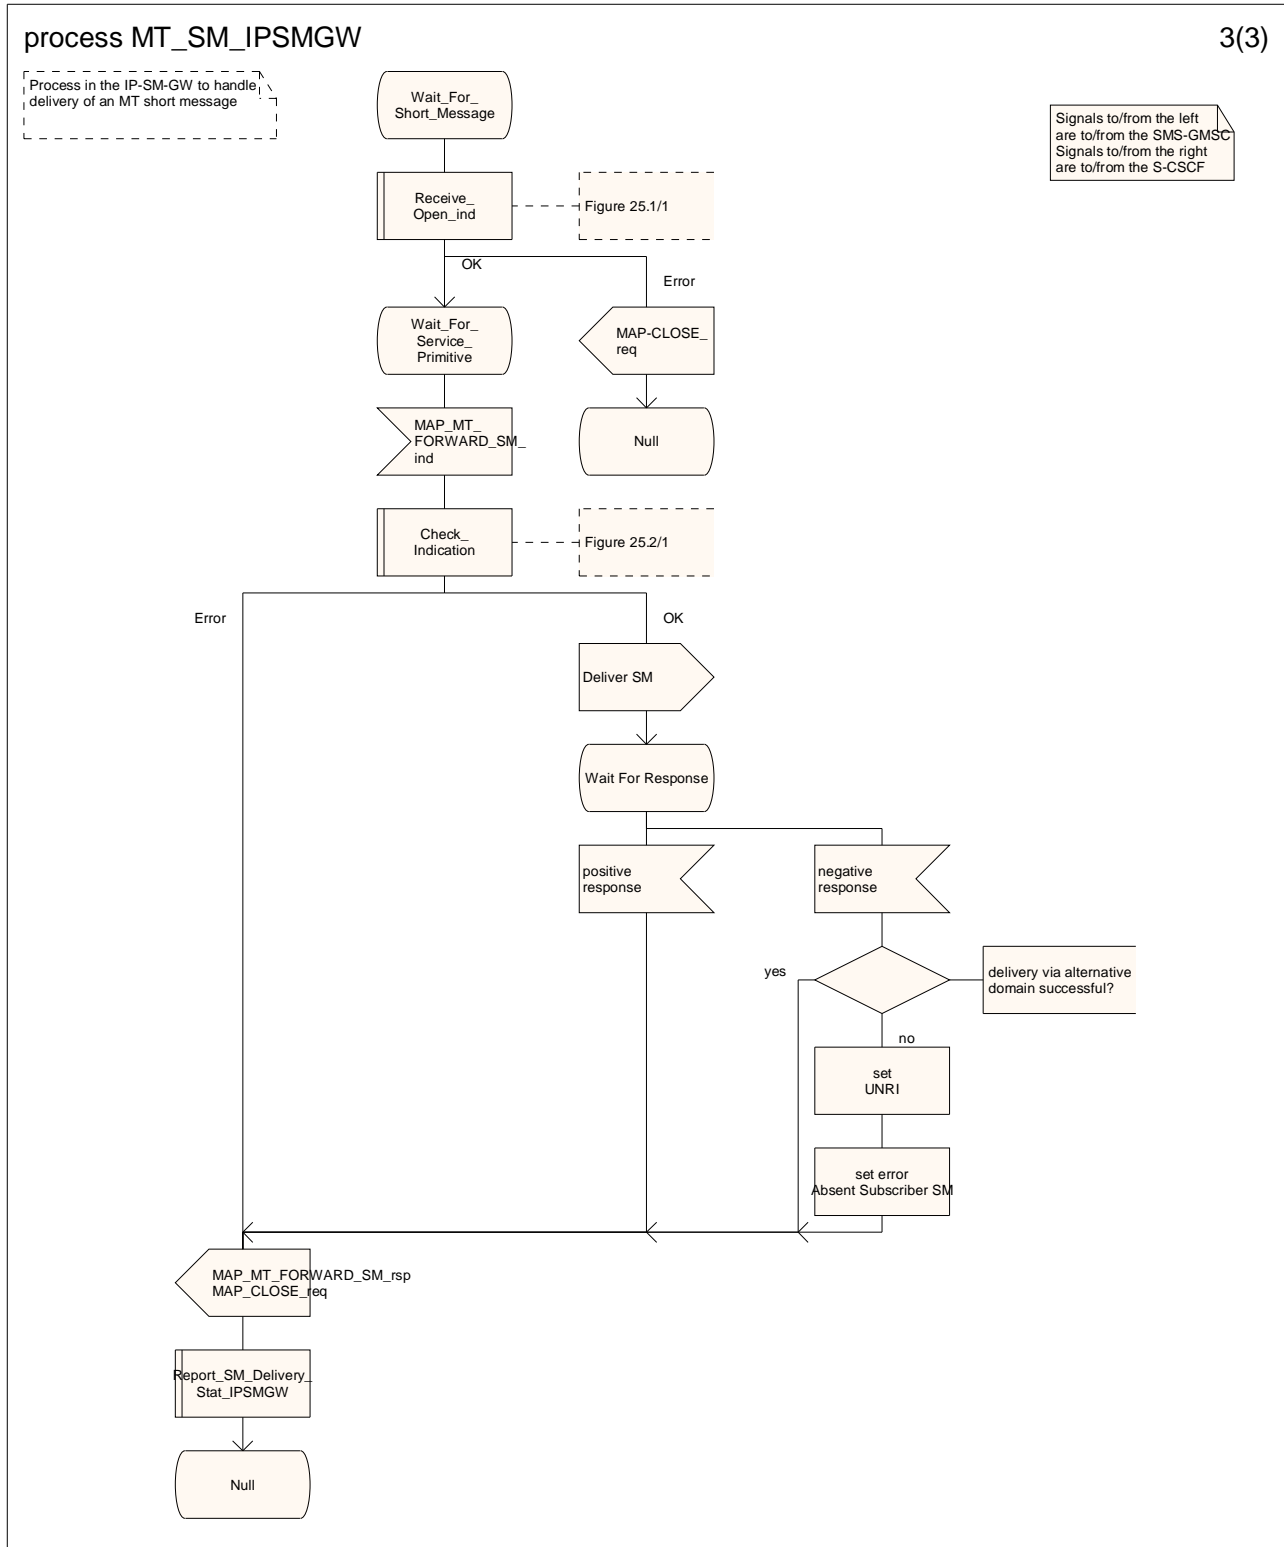 process MT_SM_IPSMGW
3(3)
Process in the IP-SM-GW to handle
delivery of an MT short message
Wait_For_
Short_Message
Signals to/from the left
are to/from the SMS-GMSC
Signals to/from the right
are to/from the S-CSCF
Receive_
Open_ind
Figure 25.1/1
OK
Error
Wait_For_
Service_
Primitive
MAP-CLOSE_
req
MAP_MT_
FORWARD_SM_
ind
Null
Check_
Indication
Figure 25.2/1
Error
OK
Deliver SM
Wait For Response
positive
response
negative
response
yes
delivery via alternative
domain successful?
no
set
UNRI
set error
Absent Subscriber SM
MAP_MT_FORWARD_SM_rsp
MAP_CLOSE_req
Report_SM_Delivery_
Stat_IPSMGW
Null